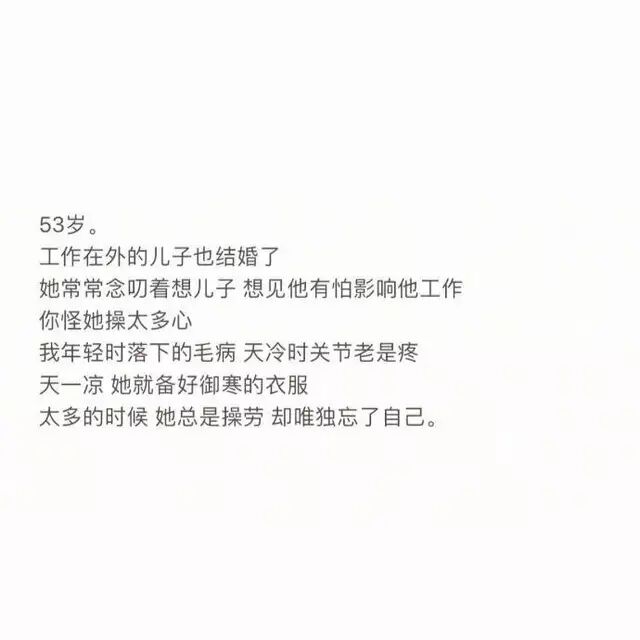 53岁。
工作在外的儿子也结婚了
她常常念叨着想儿子 想见他有怕影响他工作
你怪她操太多心
我年轻时落下的毛病 天冷时关节老是疼
天一凉 她就备好御寒的衣服
太多的时候 她总是操劳 却唯独忘了自己。